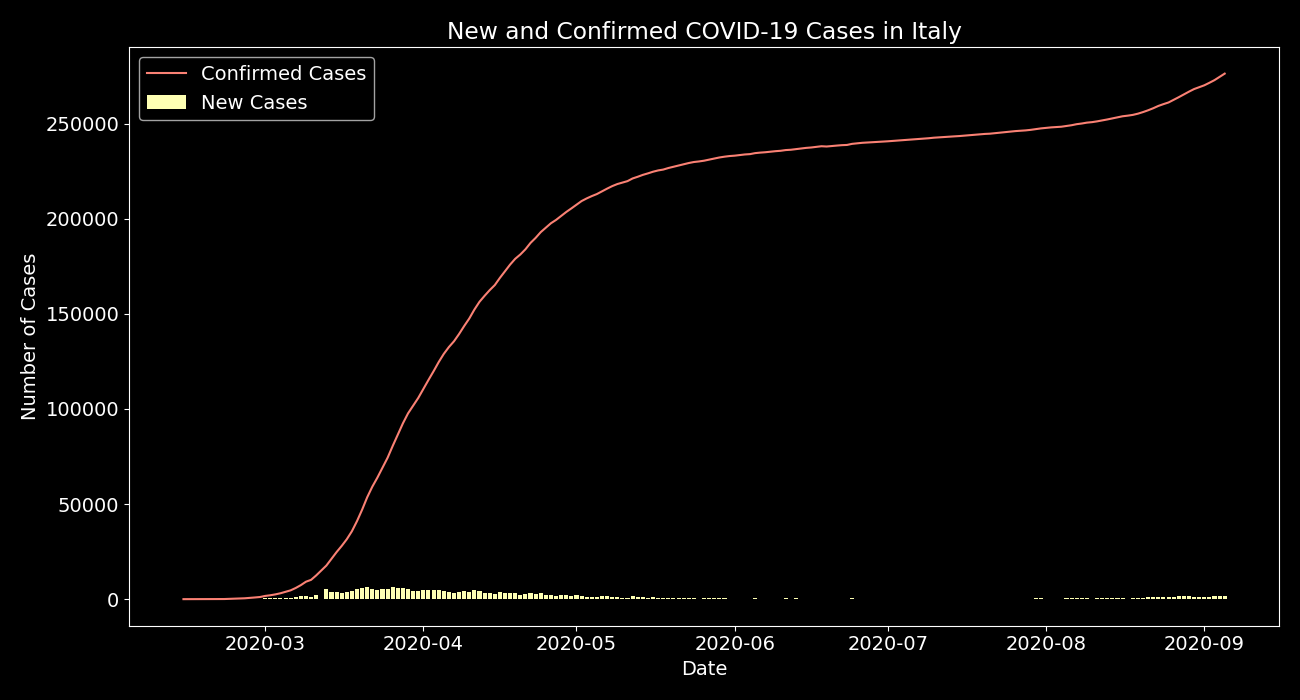 New and Confirmed COVID-19 Cases in Italy
Confirmed Cases
New Cases
Number of Cases
250000
200000
150000
100000
50000
0
2020-03
2020-04
2020-05
2020-06
2020-07
2020-08
2020-09
Date